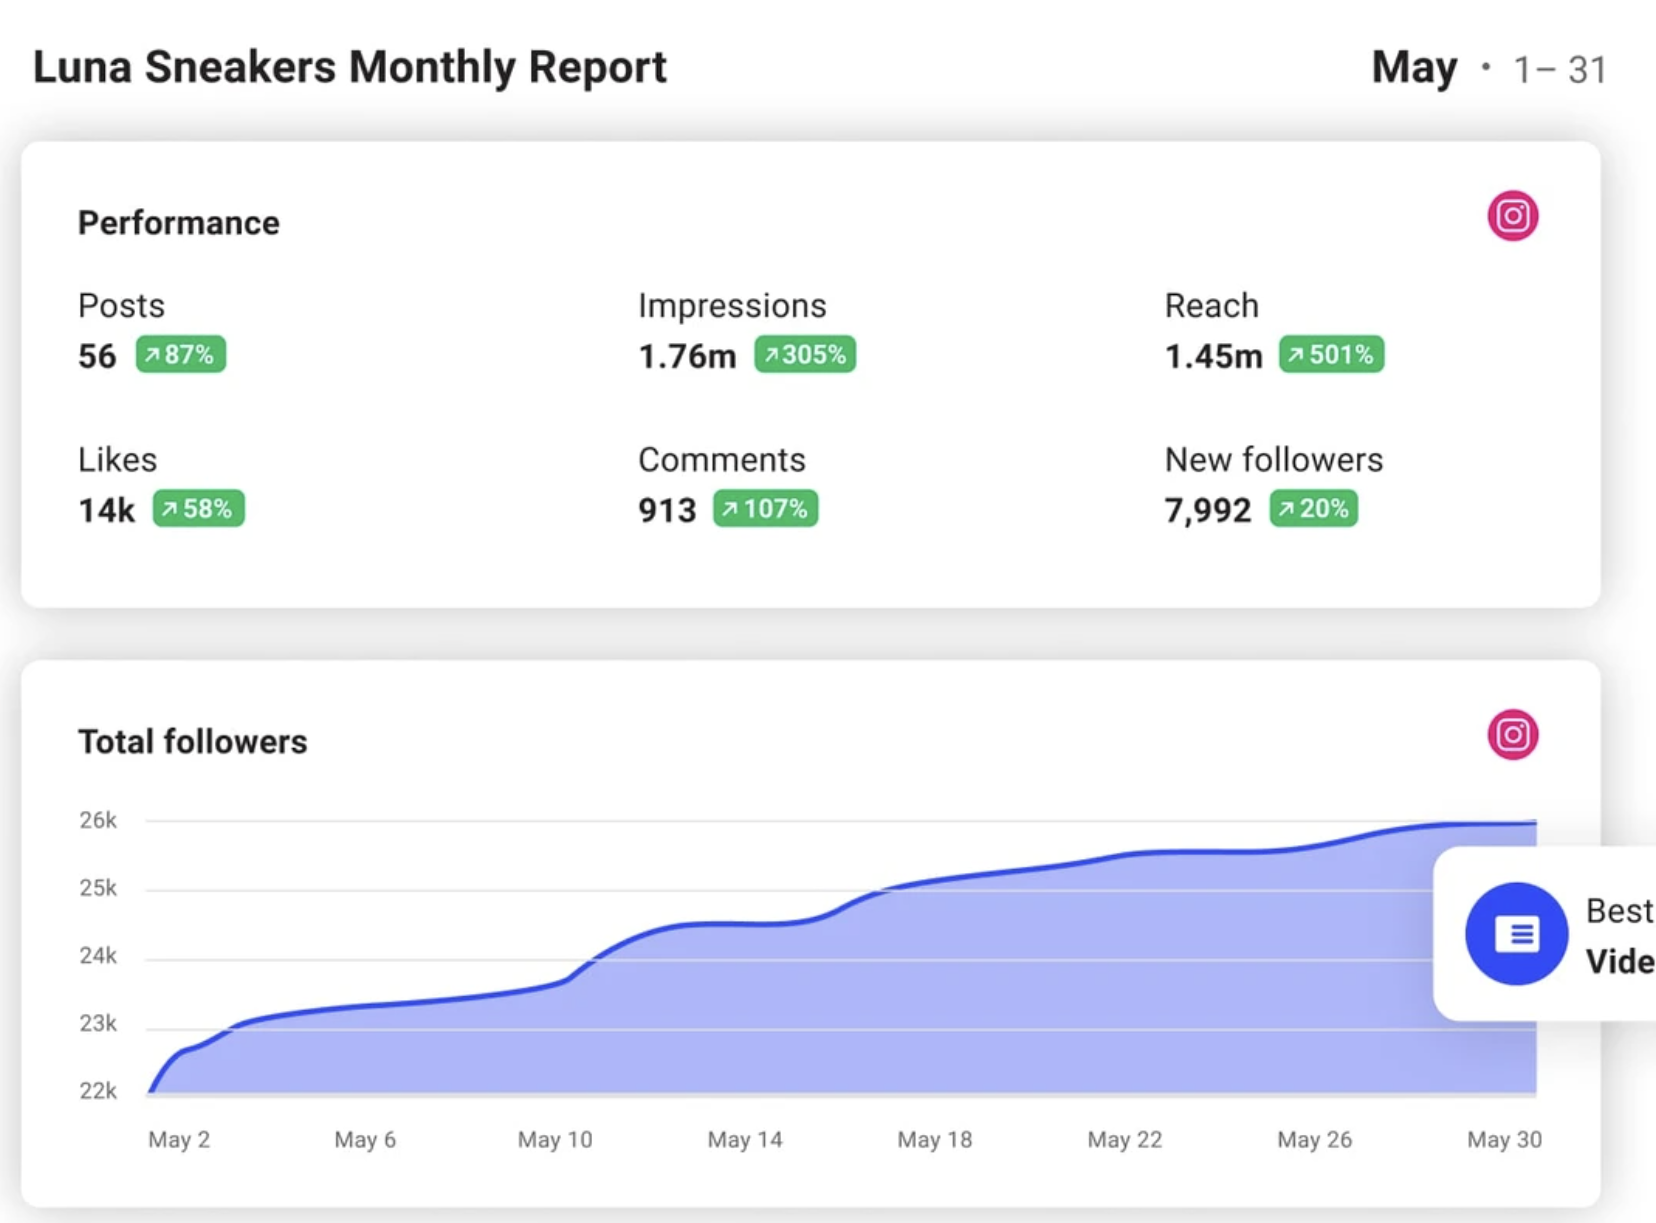 Luna Sneakers Monthly Report
May • 1– 31
Performance
Posts
56 ↗87%
Impressions
1.76m ↗305%
Reach
1.45m ↗501%
Likes
14k ↗58%
Comments
913 ↗107%
New followers
7,992 ↗20%
Total followers
26k
25k
24k
23k
22k
May 2 May 6 May 10 May 14 May 18 May 22 May 26 May 30
Best